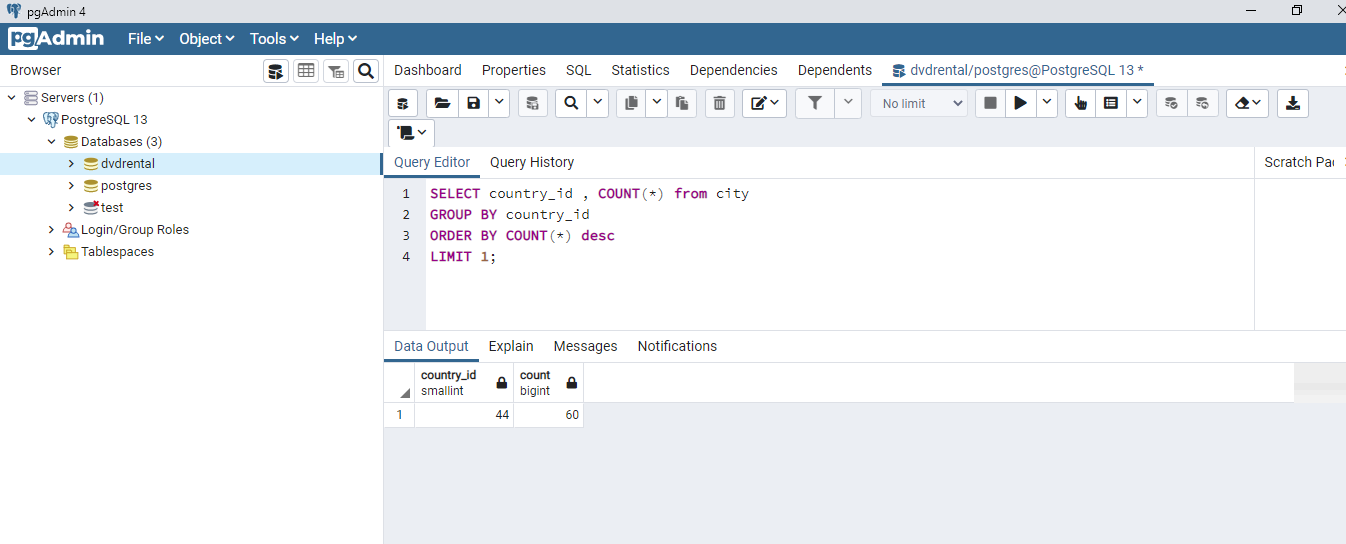 pgAdmin 4
pgAdmin File Object Tools Help
Browser
Dashboard Properties SQL Statistics Dependencies Dependents dvdrental/postgres@PostgreSQL 13 *
Servers (1)
PostgreSQL 13
Databases (3)
dvdrental
postgres
test
Login/Group Roles
Tablespaces
No limit
Query Editor Query History Scratch Pa
1 SELECT country_id , COUNT(*) from city
2 GROUP BY country_id
3 ORDER BY COUNT(*) desc
4 LIMIT 1;
Data Output Explain Messages Notifications
country_id count
smallint bigint
1 44 60